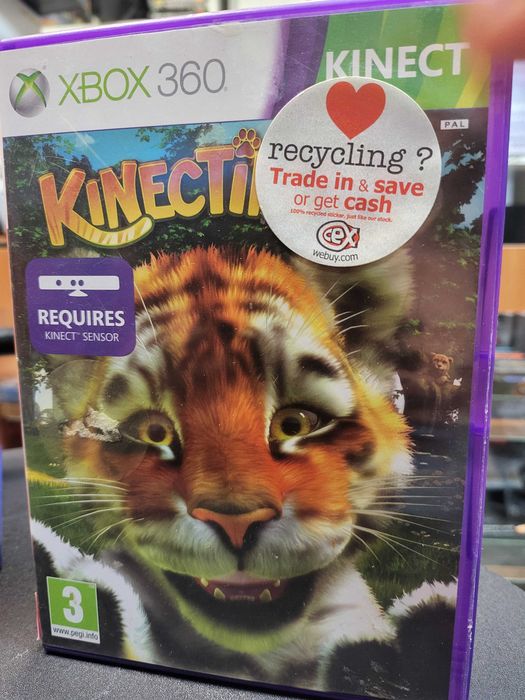 XBOX 360
KINECT
PAL
recycling ?
Trade in & save
or get cash
100% recycled sticker, just like our stock.
cex
webuy.com
KINECTI
REQUIRES
KINECT™ SENSOR
3
www.pegi.info